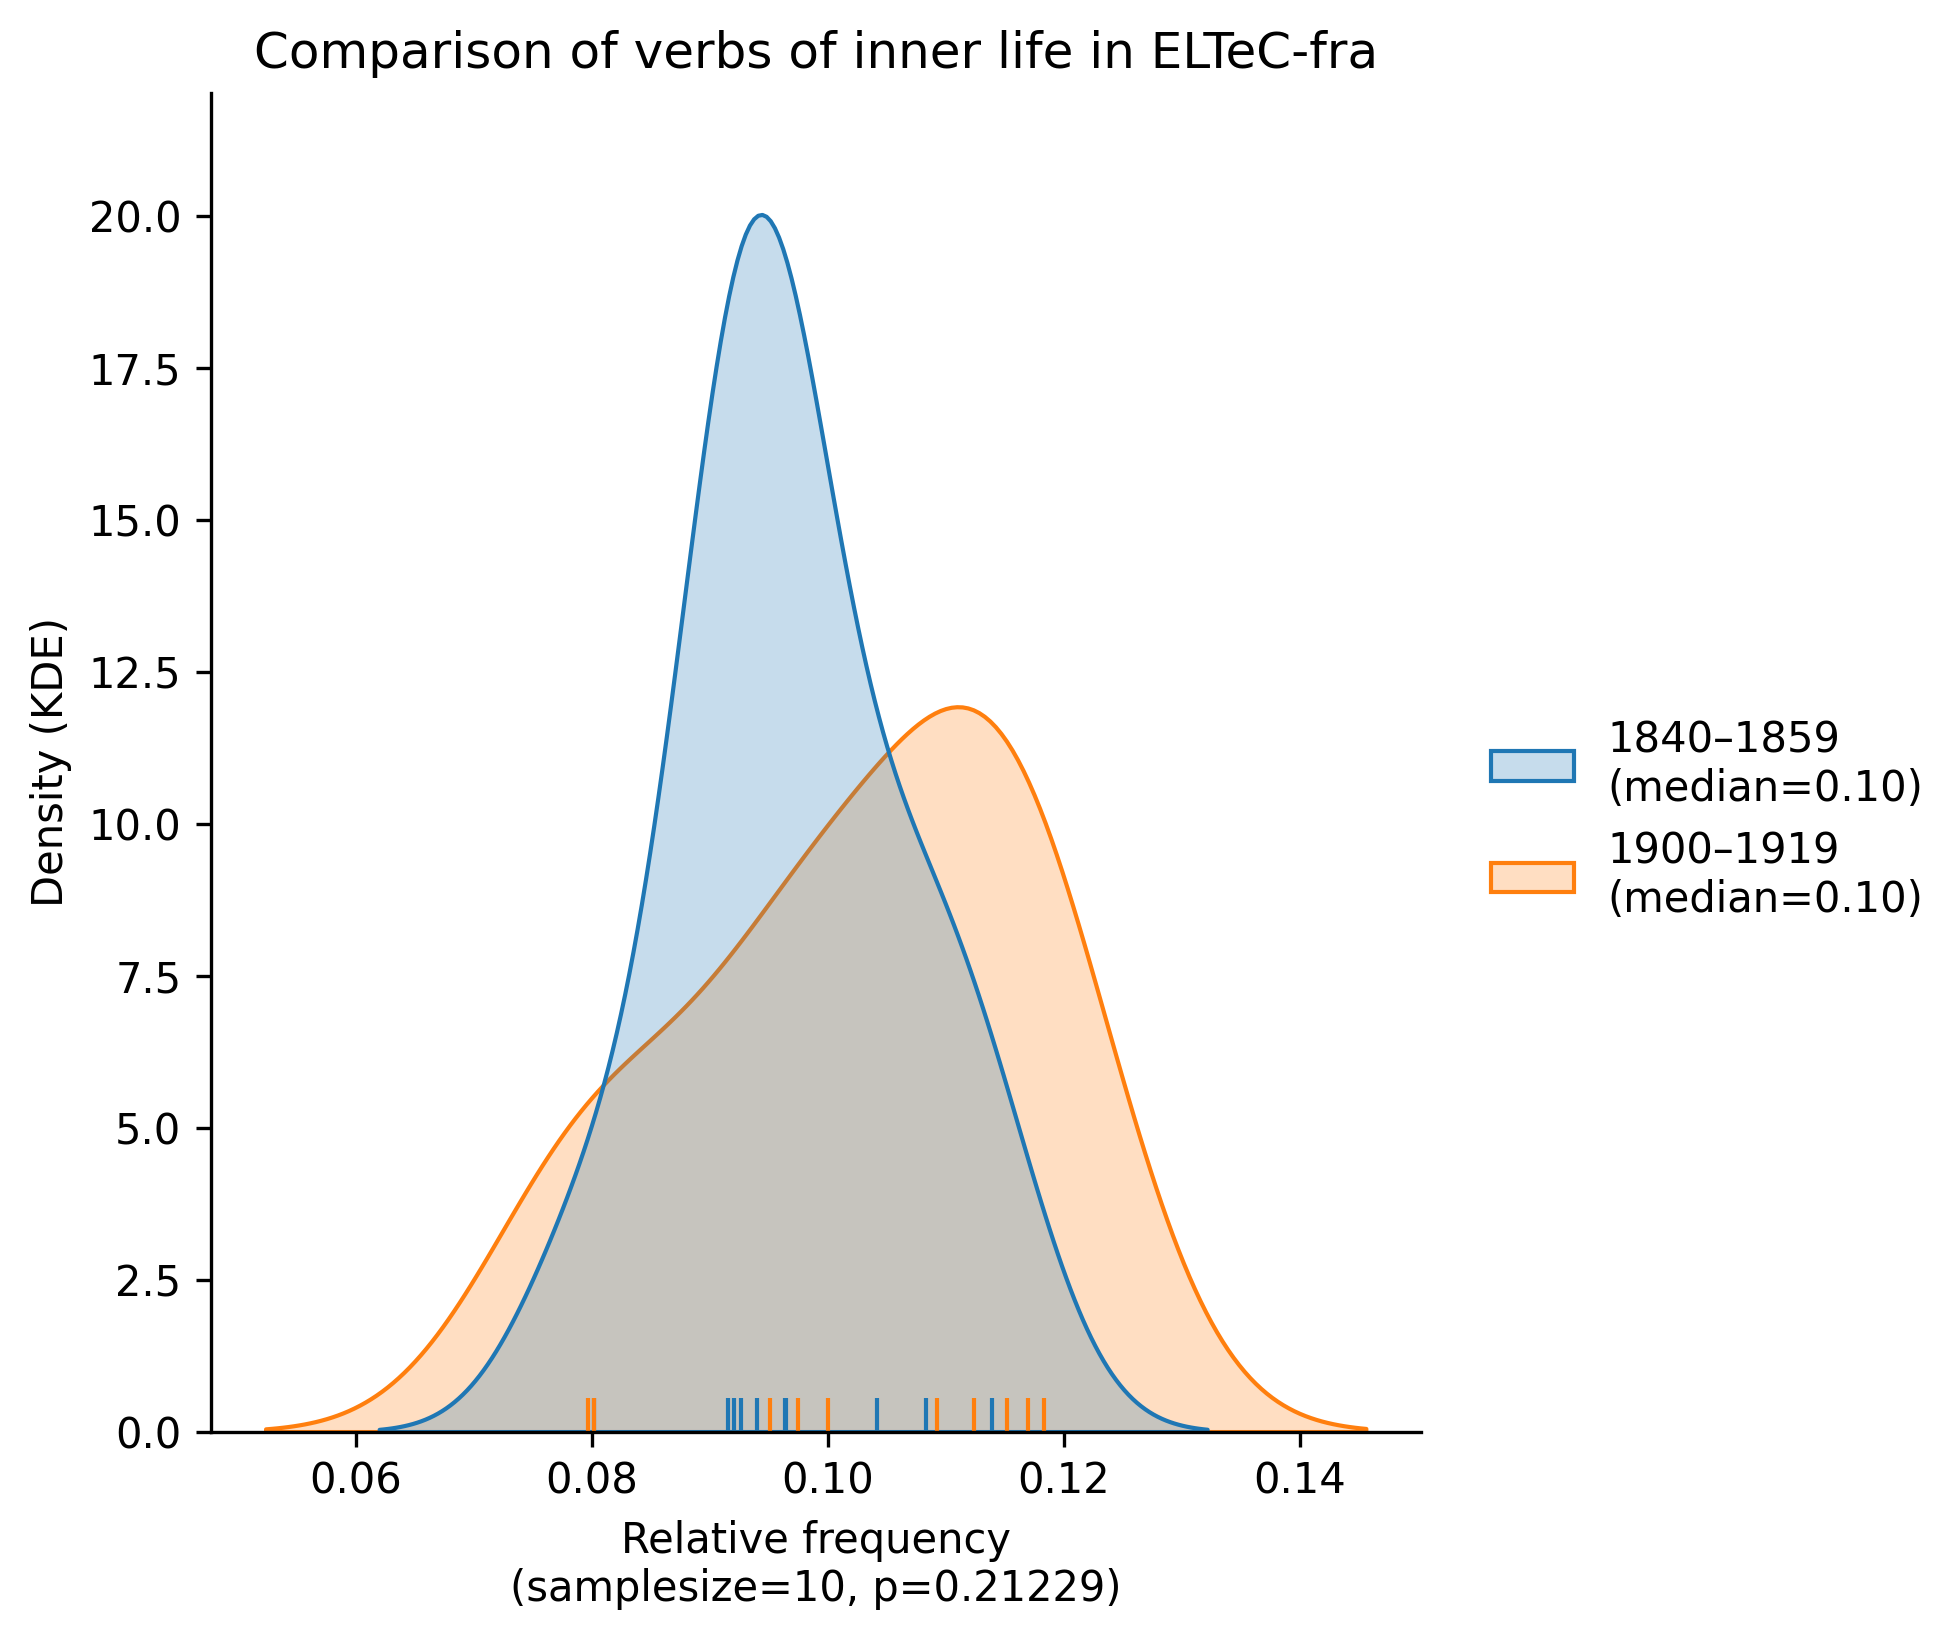 Comparison of verbs of inner life in ELTeC-fra
20.0
17.5
15.0
12.5
10.0
7.5
5.0
2.5
0.0
Density (KDE)
0.06 0.08 0.10 0.12 0.14
Relative frequency
(samplesize=10, p=0.21229)
1840–1859
(median=0.10)
1900–1919
(median=0.10)